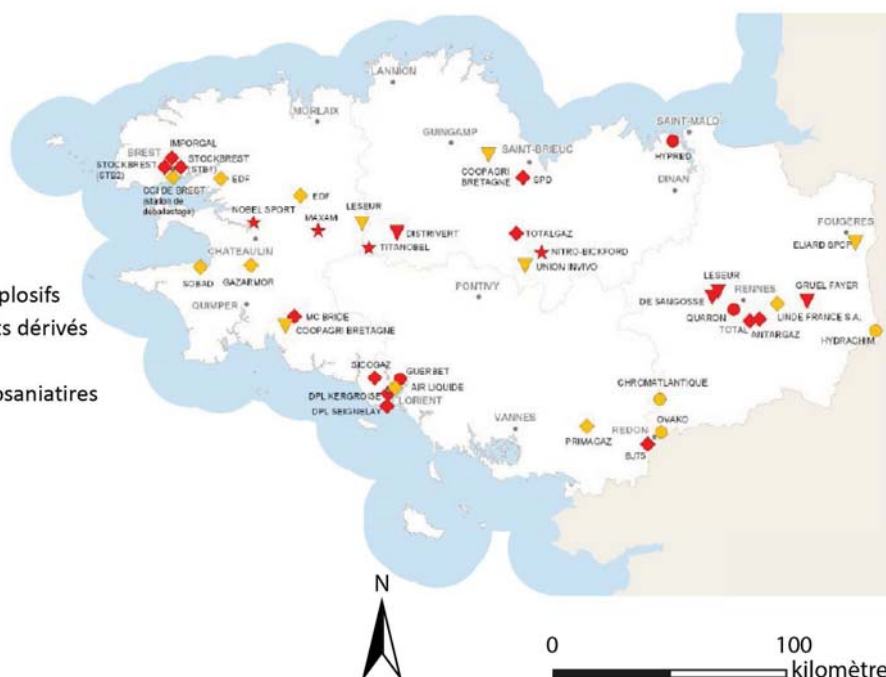 LANNION
MORLAIX
GUINGAMP
SAINT-MALO
SAINT-BRIEUC
HYPRED
DINAN
BREST
IMPORGAL
STOCKBREST
(STB2)
STOCKBREST
(STB1)
EDF
CCI DE BREST
(station de
déballastage)
COOPAGRI
BRETAGNE
SPD
EDF
LESEUR
NOBEL SPORT
MAXAM
DISTRIVERT
TITANOBEL
TOTALGAZ
NITRO-BICKFORD
UNION INVIVO
FOUGERES
ELIARD SPCP
CHATEAULIN
SOBAD
GAZARMOR
QUIMPER
PONTIVY
LESEUR
RENNES
GRUEL FAYER
DE SANGOSSE
QUARON
LINDE FRANCE S.A.
TOTAL
ANTARGAZ
HYDRACHIM
plosifs
ts dérivés
osaniatires
MC BRIDE
COOPAGRI BRETAGNE
SICOGAZ
GUERBET
AIR LIQUIDE
DPL KERGROISE
LORIENT
DPL SEIGNELAY
CHROMATLANTIQUE
VANNES
OVAKO
REDON
PRIMAGAZ
BJ75
N
0
100
kilomètre